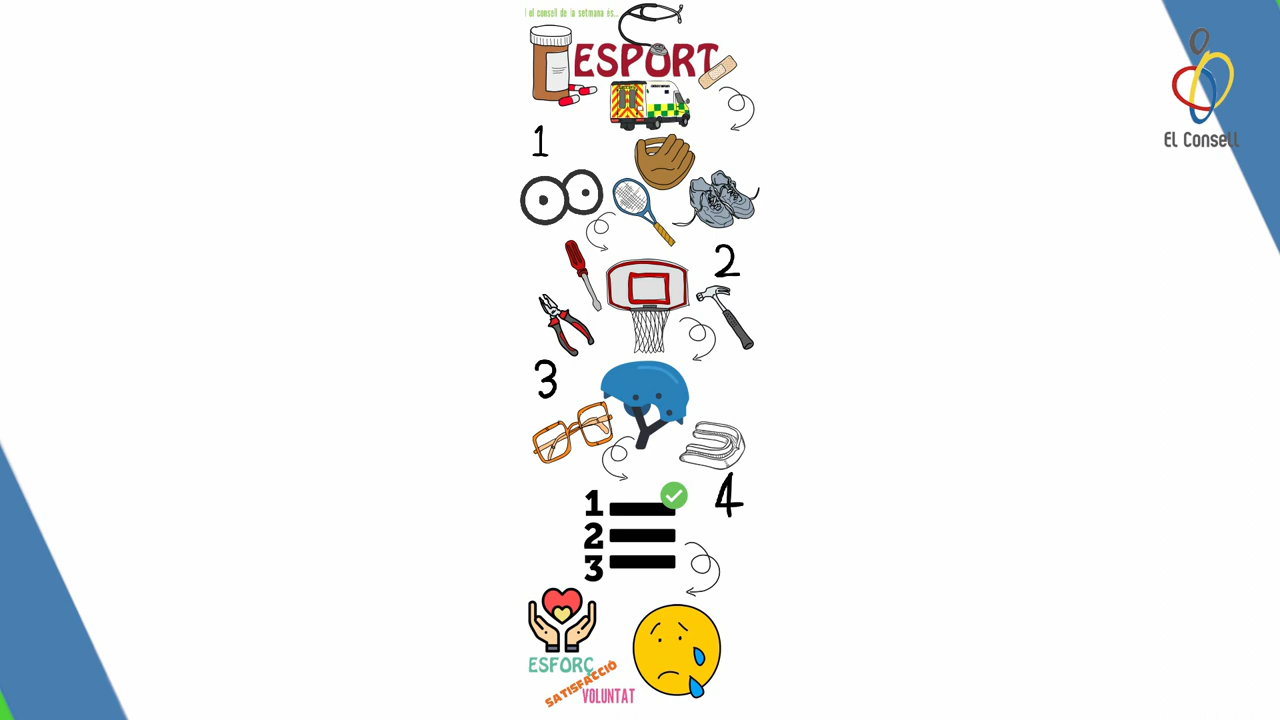 I el consell de la setmana és...
ESPORT
El Consell
1
2
3
4
1
2
3
ESFORÇ
SATISFACCIÓ
VOLUNTAT